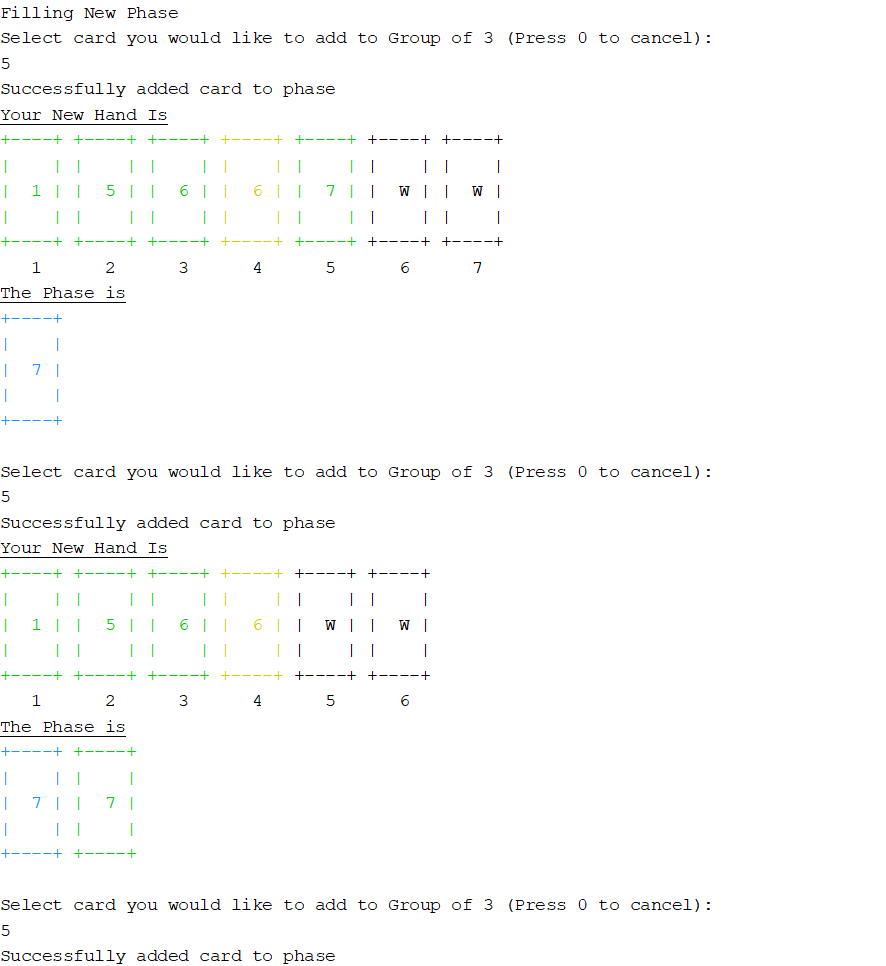 Filling New Phase
Select card you would like to add to Group of 3 (Press 0 to cancel):
5
Successfully added card to phase
Your New Hand Is
+----+ +----+ +----+ +----+ +----+ +----+ +----+
|    | |    | |    | |    | |    | |    | |    |
|  1 | |  5 | |  6 | |  6 | |  7 | |  W | |  W |
|    | |    | |    | |    | |    | |    | |    |
+----+ +----+ +----+ +----+ +----+ +----+ +----+
   1      2      3      4      5      6      7
The Phase is
+----+
|    |
|  7 |
|    |
+----+
Select card you would like to add to Group of 3 (Press 0 to cancel):
5
Successfully added card to phase
Your New Hand Is
+----+ +----+ +----+ +----+ +----+ +----+
|    | |    | |    | |    | |    | |    |
|  1 | |  5 | |  6 | |  6 | |  W | |  W |
|    | |    | |    | |    | |    | |    |
+----+ +----+ +----+ +----+ +----+ +----+
   1      2      3      4      5      6
The Phase is
+----+ +----+
|    | |    |
|  7 | |  7 |
|    | |    |
+----+ +----+
Select card you would like to add to Group of 3 (Press 0 to cancel):
5
Successfully added card to phase